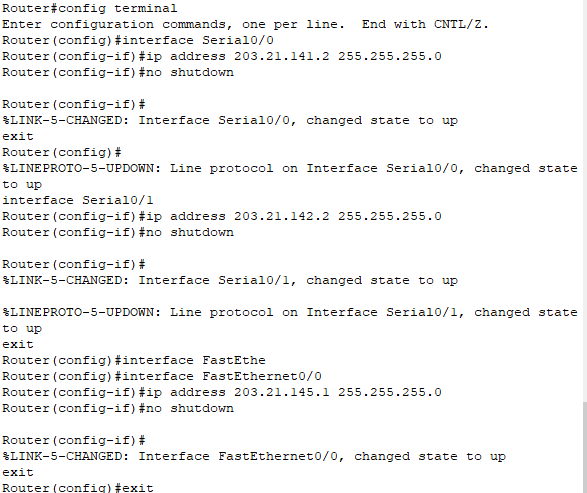 Router#config terminal
Enter configuration commands, one per line.  End with CNTL/Z.
Router(config)#interface Serial0/0
Router(config-if)#ip address 203.21.141.2 255.255.255.0
Router(config-if)#no shutdown
Router(config-if)#
%LINK-5-CHANGED: Interface Serial0/0, changed state to up
exit
Router(config)#
%LINEPROTO-5-UPDOWN: Line protocol on Interface Serial0/0, changed state
to up
interface Serial0/1
Router(config-if)#ip address 203.21.142.2 255.255.255.0
Router(config-if)#no shutdown
Router(config-if)#
%LINK-5-CHANGED: Interface Serial0/1, changed state to up
%LINEPROTO-5-UPDOWN: Line protocol on Interface Serial0/1, changed state
to up
exit
Router(config)#interface FastEthe
Router(config)#interface FastEthernet0/0
Router(config-if)#ip address 203.21.145.1 255.255.255.0
Router(config-if)#no shutdown
Router(config-if)#
%LINK-5-CHANGED: Interface FastEthernet0/0, changed state to up
exit
Router(config)#exit